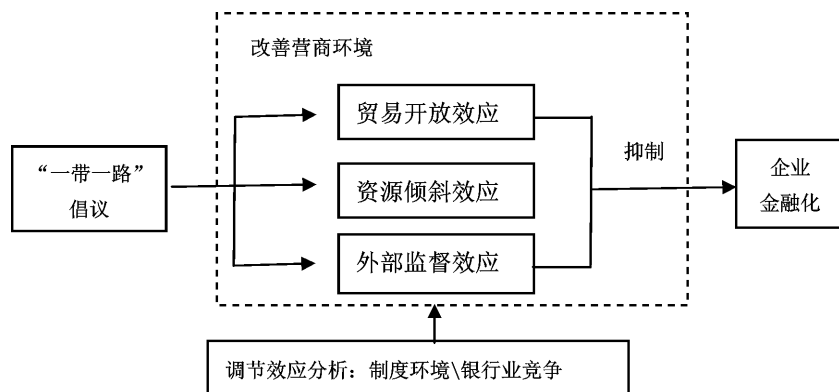 改善营商环境
贸易开放效应
抑制
“一带一路”
倡议
资源倾斜效应
企业
金融化
外部监督效应
调节效应分析：制度环境\银行业竞争